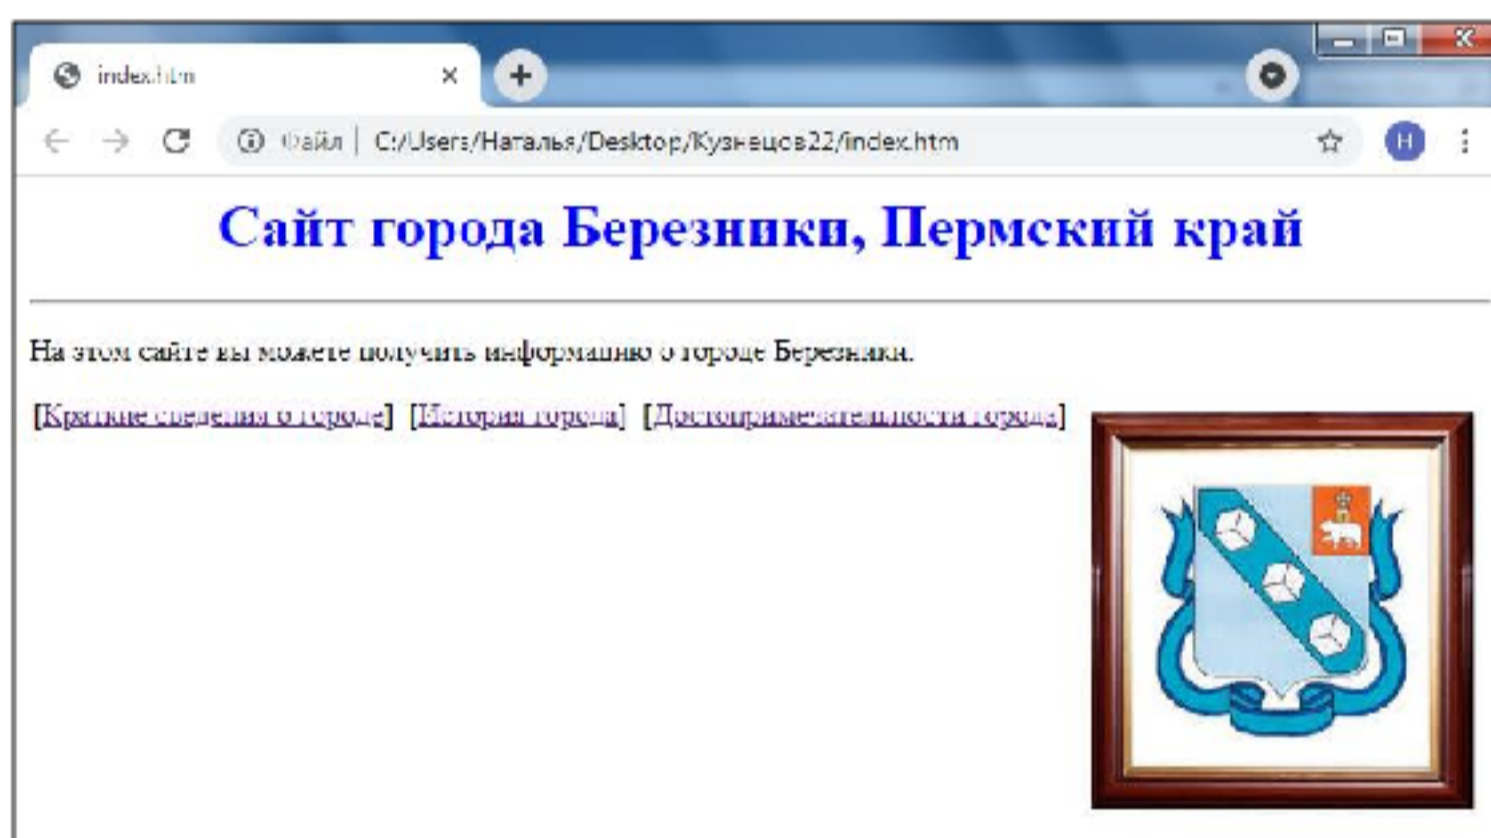 index.htm
Файл | C:/Users/Наталья/Desktop/Кузнецов22/index.htm
Н
Сайт города Березники, Пермский край
На этом сайте вы можете получить информацию о городе Березники.
[Краткие сведения о городе] [История города] [Достопримечательности города]